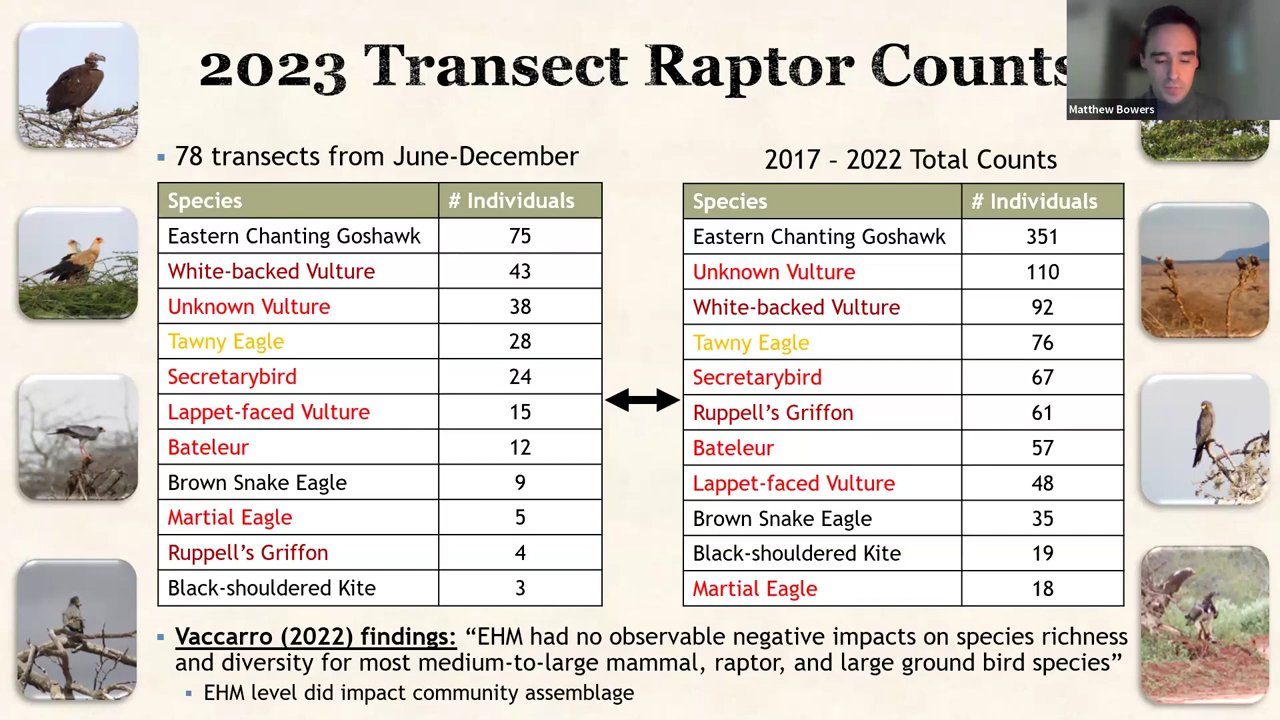 2023 Transect Raptor Counts
Matthew Bowers
▪ 78 transects from June-December
Species # Individuals
Eastern Chanting Goshawk 75
White-backed Vulture 43
Unknown Vulture 38
Tawny Eagle 28
Secretarybird 24
Lappet-faced Vulture 15
Bateleur 12
Brown Snake Eagle 9
Martial Eagle 5
Ruppell’s Griffon 4
Black-shouldered Kite 3
2017 – 2022 Total Counts
Species # Individuals
Eastern Chanting Goshawk 351
Unknown Vulture 110
White-backed Vulture 92
Tawny Eagle 76
Secretarybird 67
Ruppell’s Griffon 61
Bateleur 57
Lappet-faced Vulture 48
Brown Snake Eagle 35
Black-shouldered Kite 19
Martial Eagle 18
▪ Vaccarro (2022) findings: “EHM had no observable negative impacts on species richness
and diversity for most medium-to-large mammal, raptor, and large ground bird species”
▪ EHM level did impact community assemblage